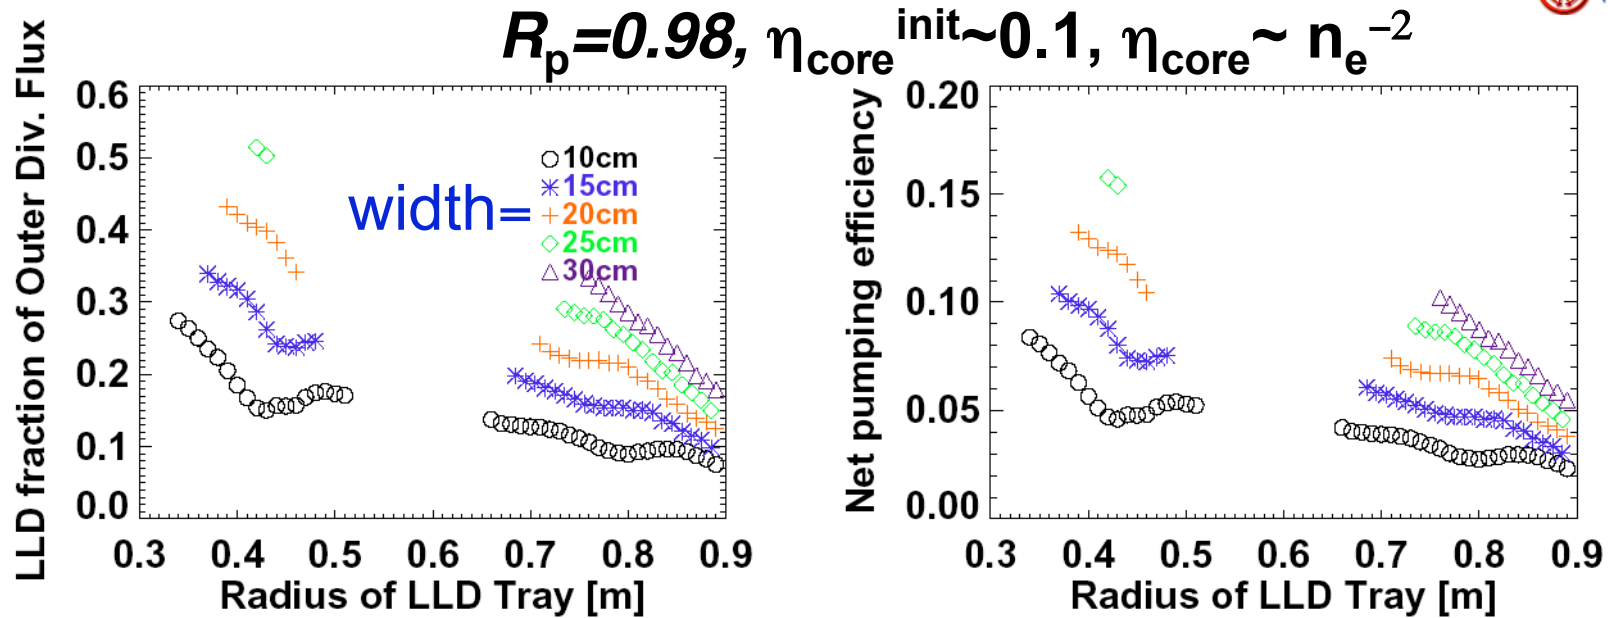 R_p=0.98, η_core^init~0.1, η_core~ n_e^−2
LLD fraction of Outer Div. Flux
0.6
0.5
0.4
0.3
0.2
0.1
0.0
0.3 0.4 0.5 0.6 0.7 0.8 0.9
Radius of LLD Tray [m]
width=
10cm
15cm
20cm
25cm
30cm
Net pumping efficiency
0.20
0.15
0.10
0.05
0.00
0.3 0.4 0.5 0.6 0.7 0.8 0.9
Radius of LLD Tray [m]